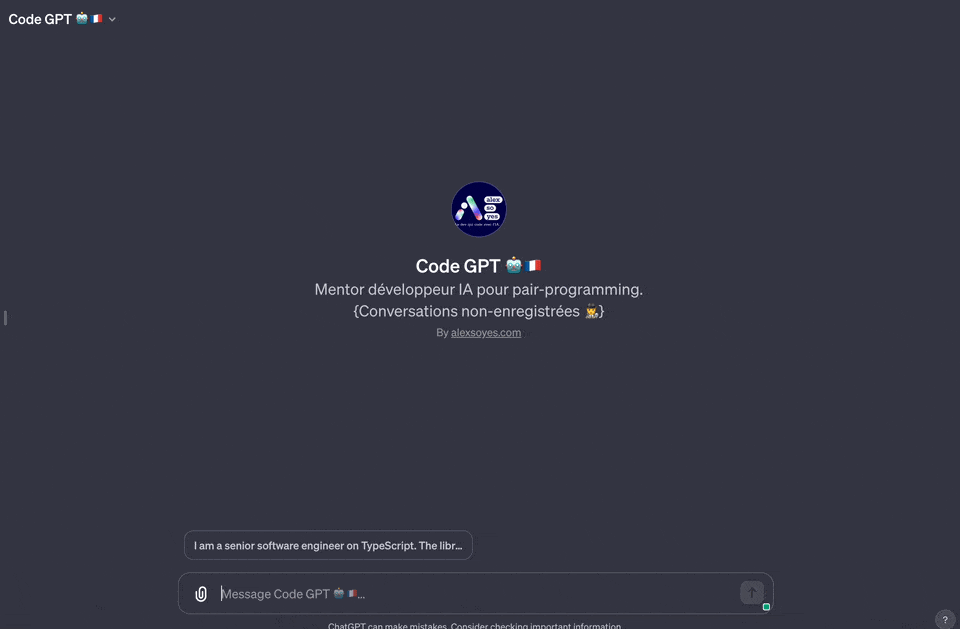 Code GPT 🤖🇫🇷
alex
so
yes
le dev qui code avec l'IA
Code GPT 🤖🇫🇷
Mentor développeur IA pour pair-programming.
{Conversations non-enregistrées 🧑‍🚀}
By alexsoyes.com
I am a senior software engineer on TypeScript. The libr...
Message Code GPT 🤖🇫🇷...
ChatGPT can make mistakes. Consider checking important information.
?